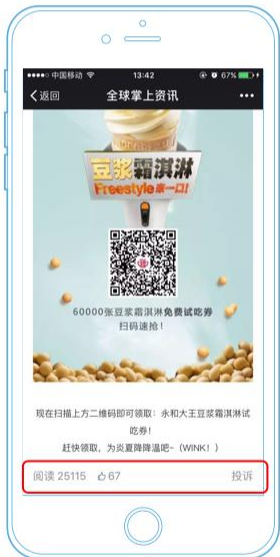 中国移动 13:42 67%
返回 全球掌上资讯
豆浆霜淇淋
Freestyle来一口!
60000张豆浆霜淇淋免费试吃券
扫码速抢!
现在扫描上方二维码即可领取:永和大王豆浆霜淇淋试
吃券!
赶快领取,为炎夏降降温吧~(WINK!)
阅读 25115 67 投诉